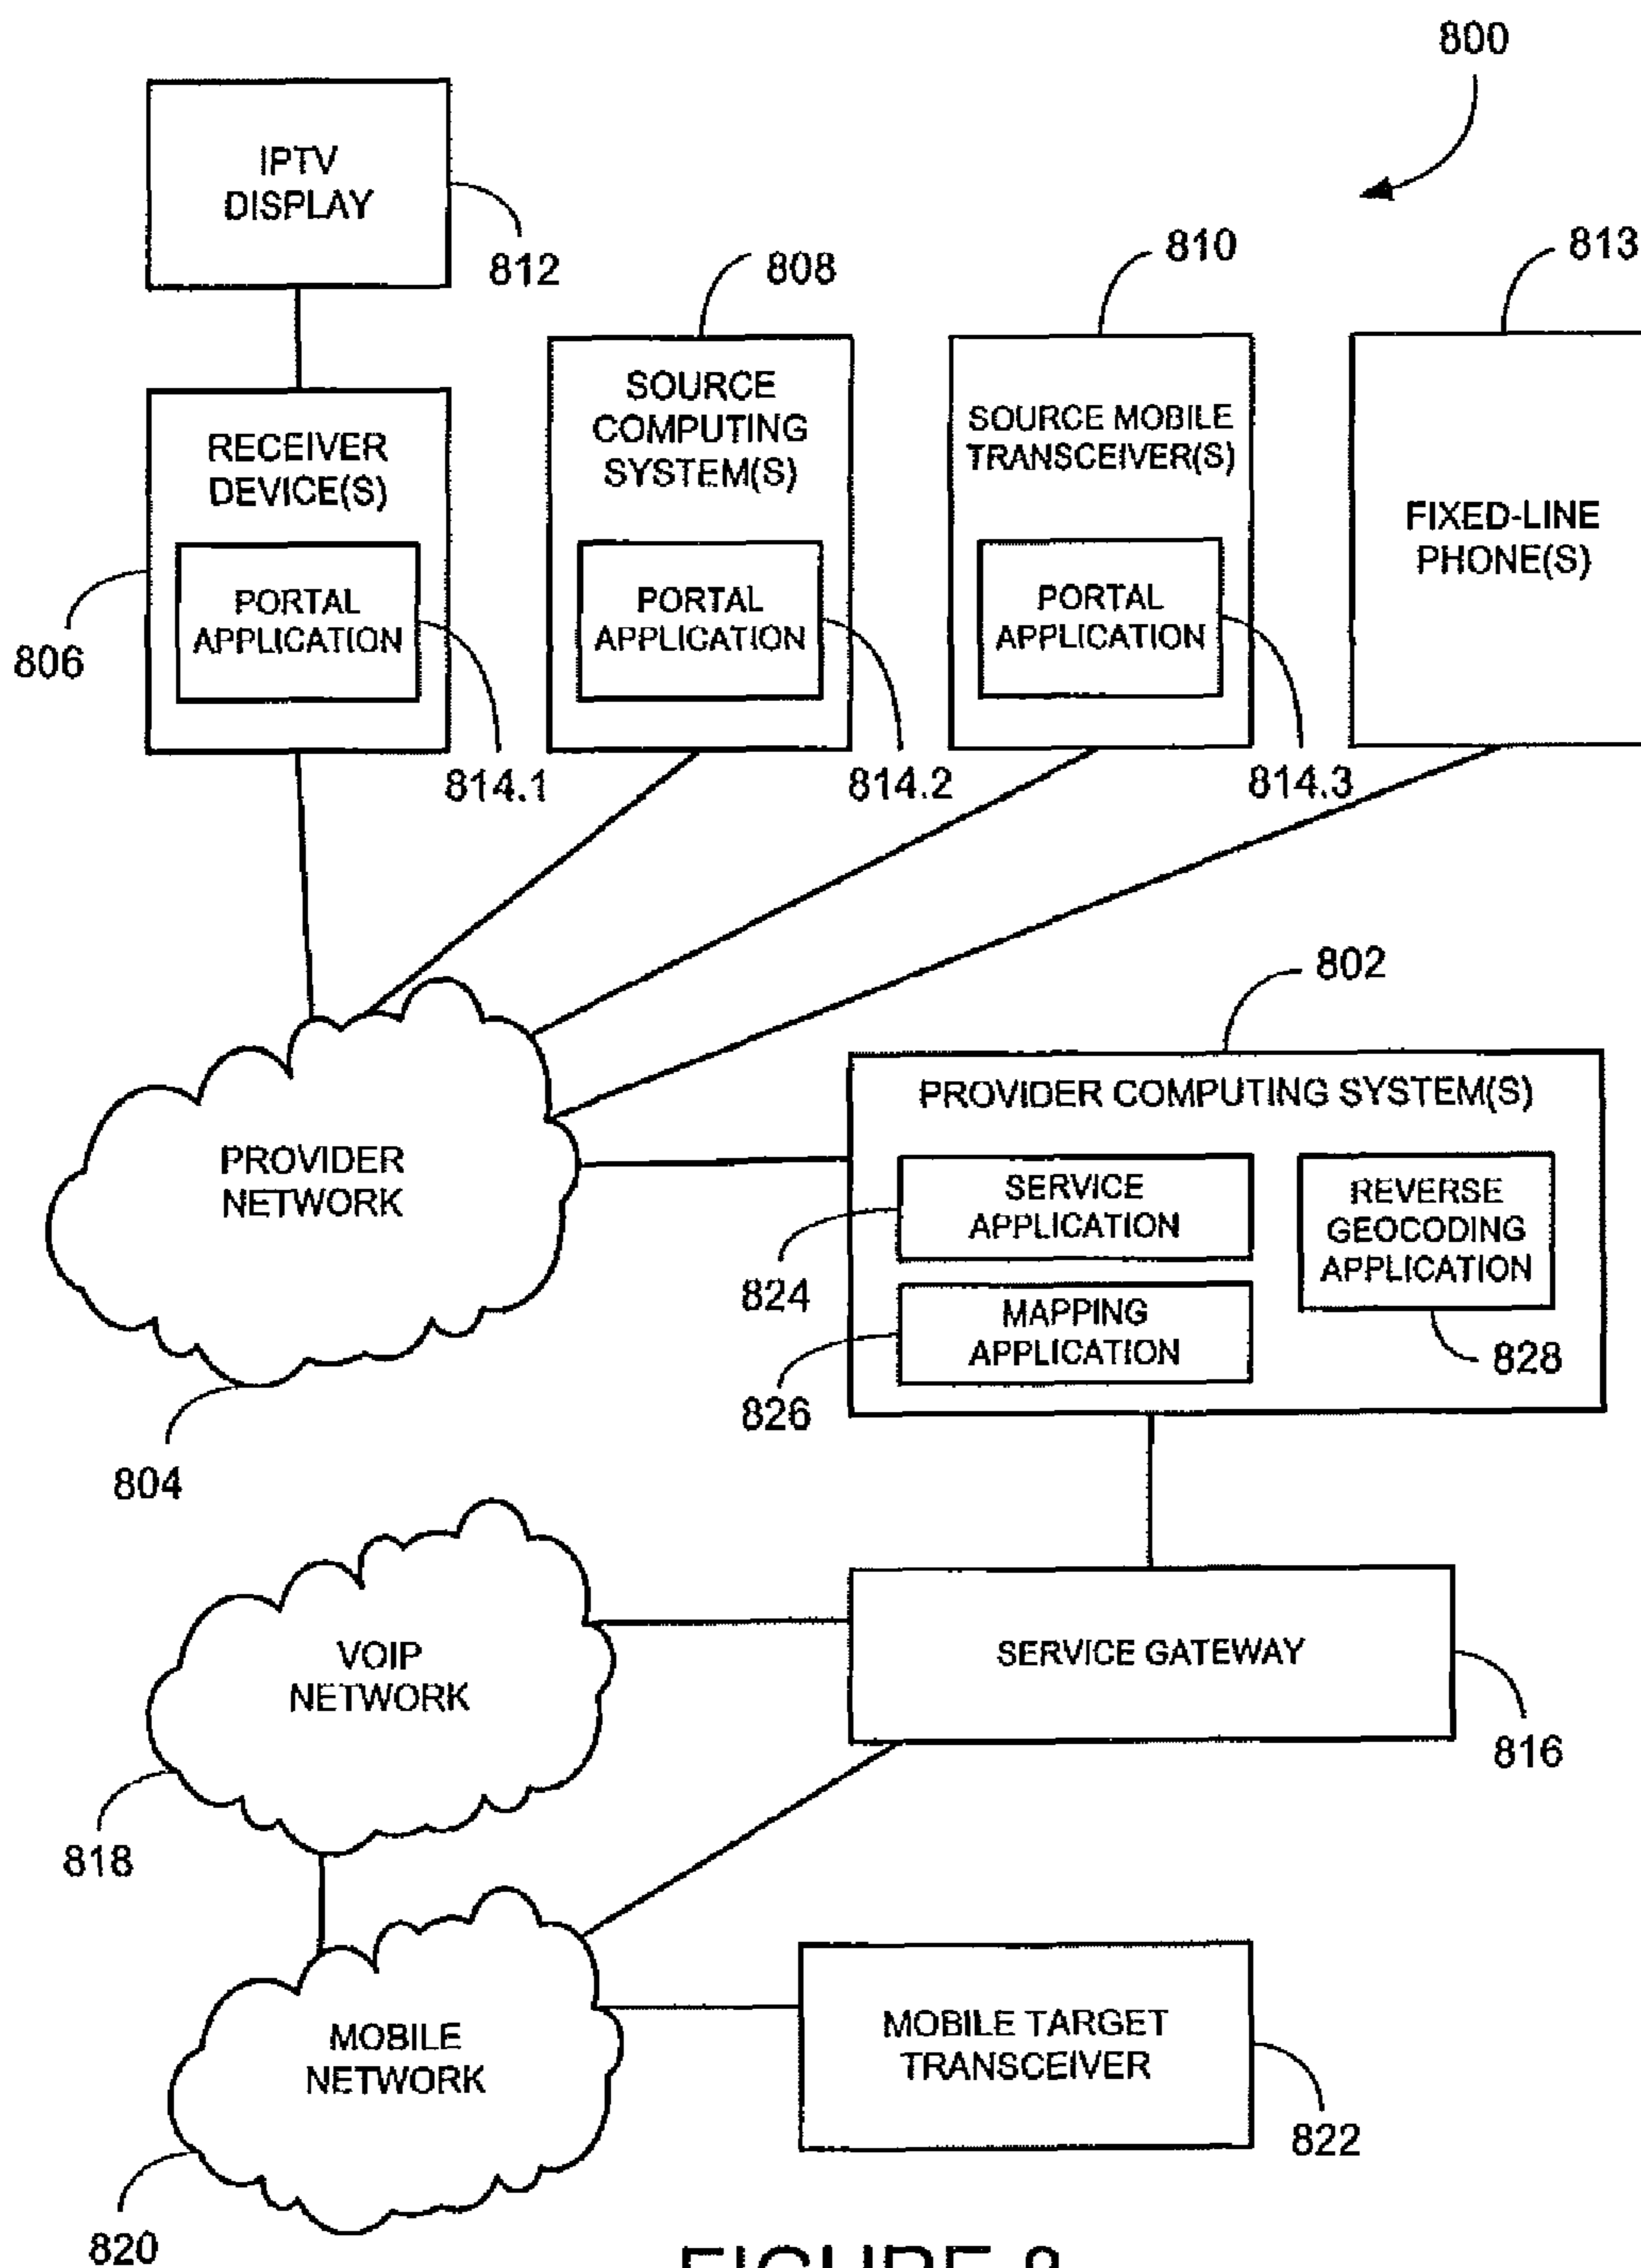 800
IPTV
DISPLAY
812
808
810
813
RECEIVER
DEVICE(S)
PORTAL
APPLICATION
806
814.1
SOURCE
COMPUTING
SYSTEM(S)
PORTAL
APPLICATION
814.2
SOURCE MOBILE
TRANSCEIVER(S)
PORTAL
APPLICATION
814.3
FIXED-LINE
PHONE(S)
802
PROVIDER
NETWORK
804
PROVIDER COMPUTING SYSTEM(S)
SERVICE
APPLICATION
824
MAPPING
APPLICATION
826
REVERSE
GEOCODING
APPLICATION
828
VOIP
NETWORK
818
SERVICE GATEWAY
816
MOBILE
NETWORK
820
MOBILE TARGET
TRANSCEIVER
822
FIGURE 8